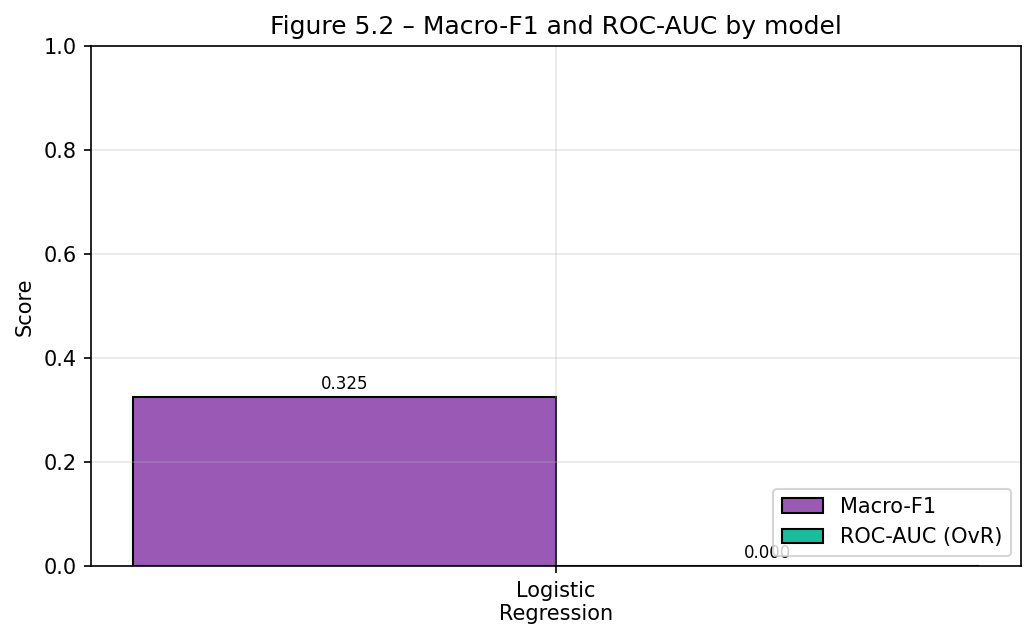 Figure 5.2 – Macro-F1 and ROC-AUC by model
1.0
0.8
0.6
0.4
0.2
0.0
Score
0.325
0.000
Macro-F1
ROC-AUC (OvR)
Logistic
Regression